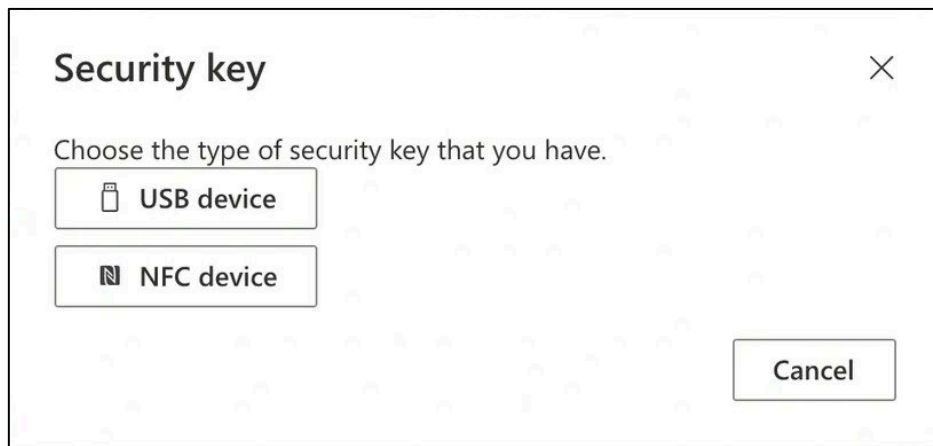 Security key
Choose the type of security key that you have.
USB device
NFC device
Cancel